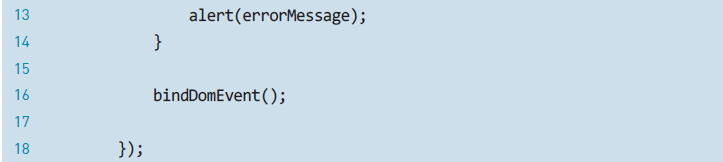 13 alert(errorMessage);
14 }
15
16 bindDomEvent();
17
18 });